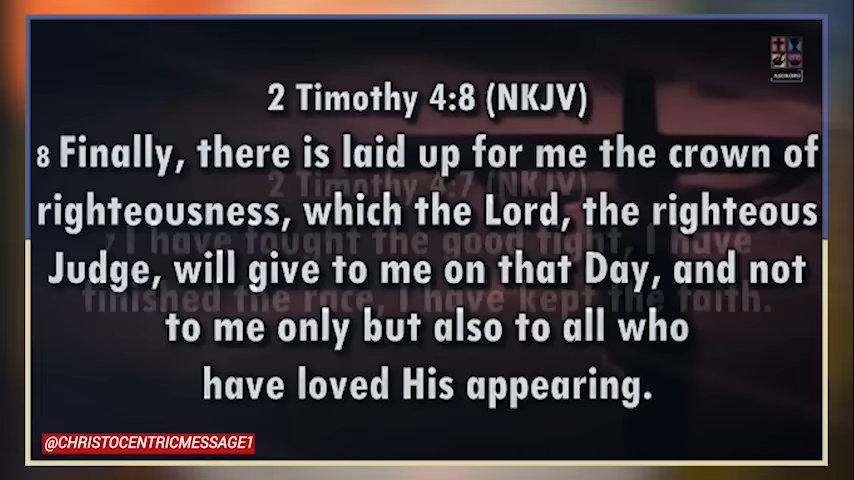 2 Timothy 4:8 (NKJV)
8 Finally, there is laid up for me the crown of
righteousness, which the Lord, the righteous
Judge, will give to me on that Day, and not
to me only but also to all who
have loved His appearing.
2 Timothy 4:7 (NKJV)
7 I have fought the good fight, I have
finished the race, I have kept the faith.
@CHRISTOCENTRICMESSAGE1